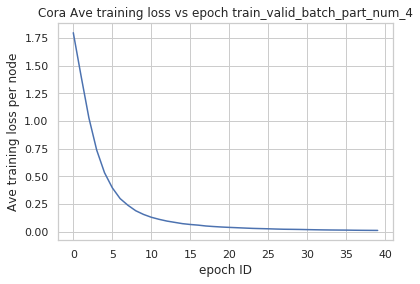 Cora Ave training loss vs epoch train_valid_batch_part_num_4
Ave training loss per node
1.75
1.50
1.25
1.00
0.75
0.50
0.25
0.00
0 5 10 15 20 25 30 35 40
epoch ID